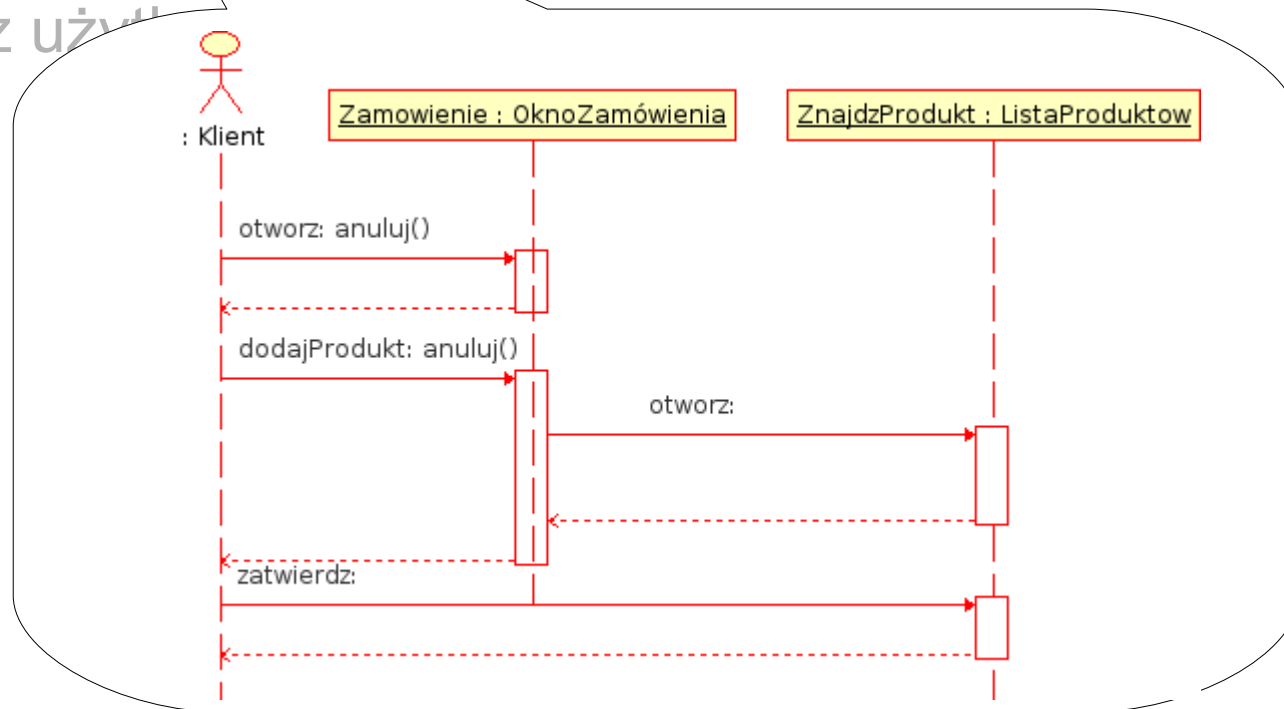 z
: Klient
Zamowienie : OknoZamówienia
ZnajdzProdukt : ListaProduktow
otworz: anuluj()
dodajProdukt: anuluj()
otworz:
zatwierdz: